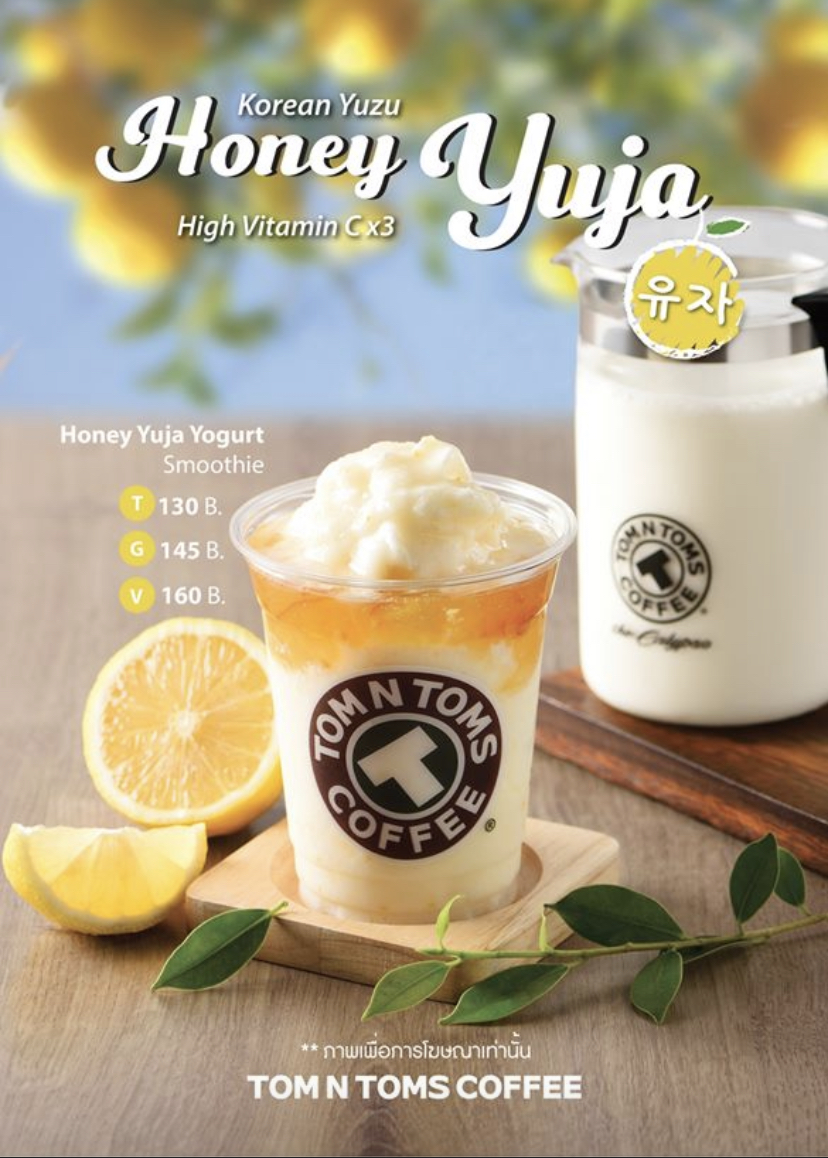 Korean Yuzu
Honey Yuja
High Vitamin C x3
유자
Honey Yuja Yogurt
Smoothie
T 130 B.
G 145 B.
V 160 B.
TOM N TOMS
COFFEE
®
TOM N TOMS
COFFEE
®
** ภาพเพื่อการโฆษณาเท่านั้น
TOM N TOMS COFFEE